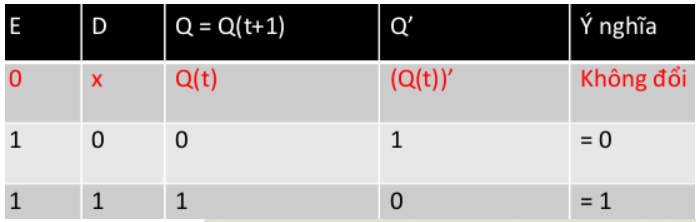 E D Q = Q(t+1) Q’ Ý nghĩa
0 x Q(t) (Q(t))’ Không đổi
1 0 0 1 = 0
1 1 1 0 = 1